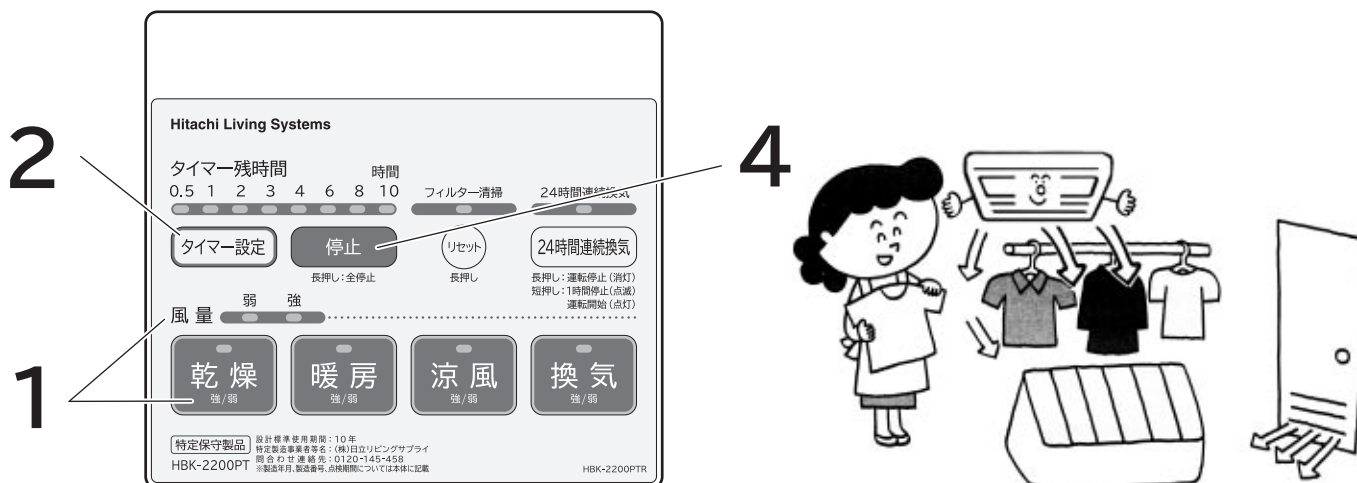 2
4
1
Hitachi Living Systems
タイマー残時間 時間
0.5 1 2 3 4 6 8 10 フィルター清掃 24時間連続換気
タイマー設定 停止 リセット 24時間連続換気
長押し:全停止 長押し 長押し:運転停止(消灯)
短押し:1時間停止(点滅)
運転開始(点灯)
弱 強
風量
乾燥 暖房 涼風 換気
強/弱 強/弱 強/弱 強/弱
特定保守製品
HBK-2200PT
設計標準使用期間:10年
特定製造事業者等名:(株)日立リビングサプライ
問合わせ連絡先:0120-145-458
※製造年月、製造番号、点検期間については本体に記載
HBK-2200PTR